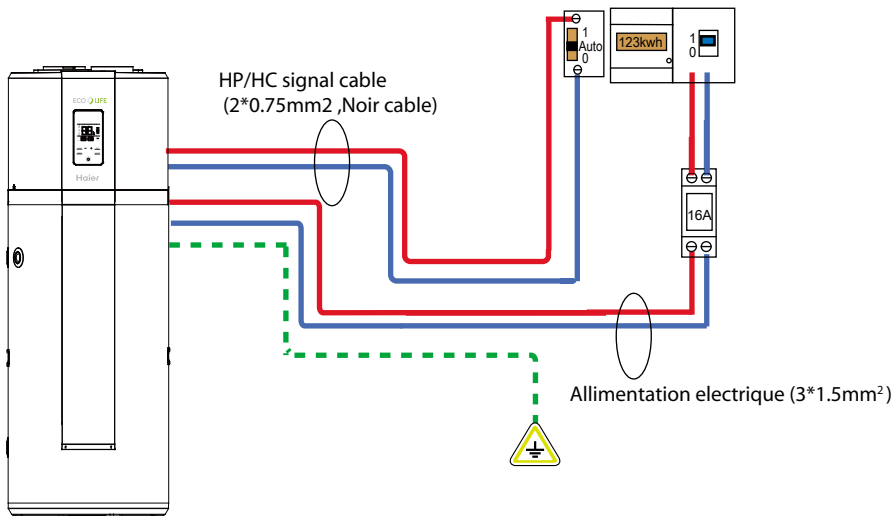 1
Auto
0
123kwh
1
0
HP/HC signal cable
(2*0.75mm2 ,Noir cable)
ECO LIFE
Haier
16A
Allimentation electrique (3*1.5mm²)